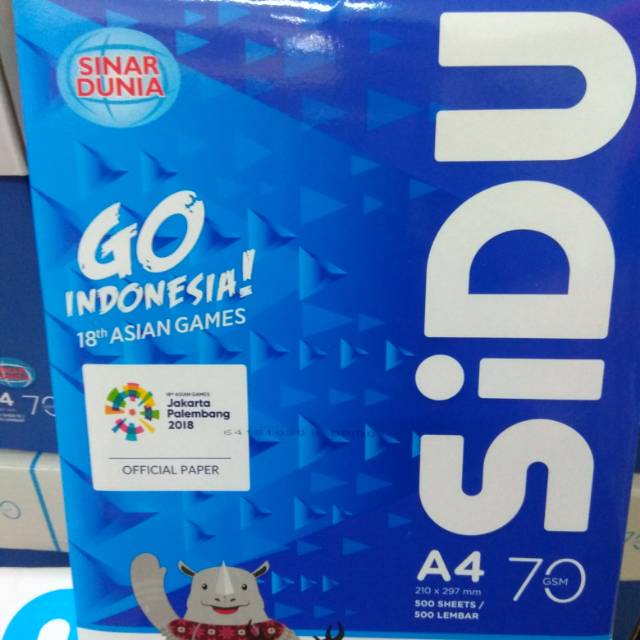 SINAR
DUNIA
GO
INDONESIA!
18th ASIAN GAMES
18th ASIAN GAMES
Jakarta
Palembang
2018
OFFICIAL PAPER
SiDU
A4
210 x 297 mm
500 SHEETS /
500 LEMBAR
70
GSM